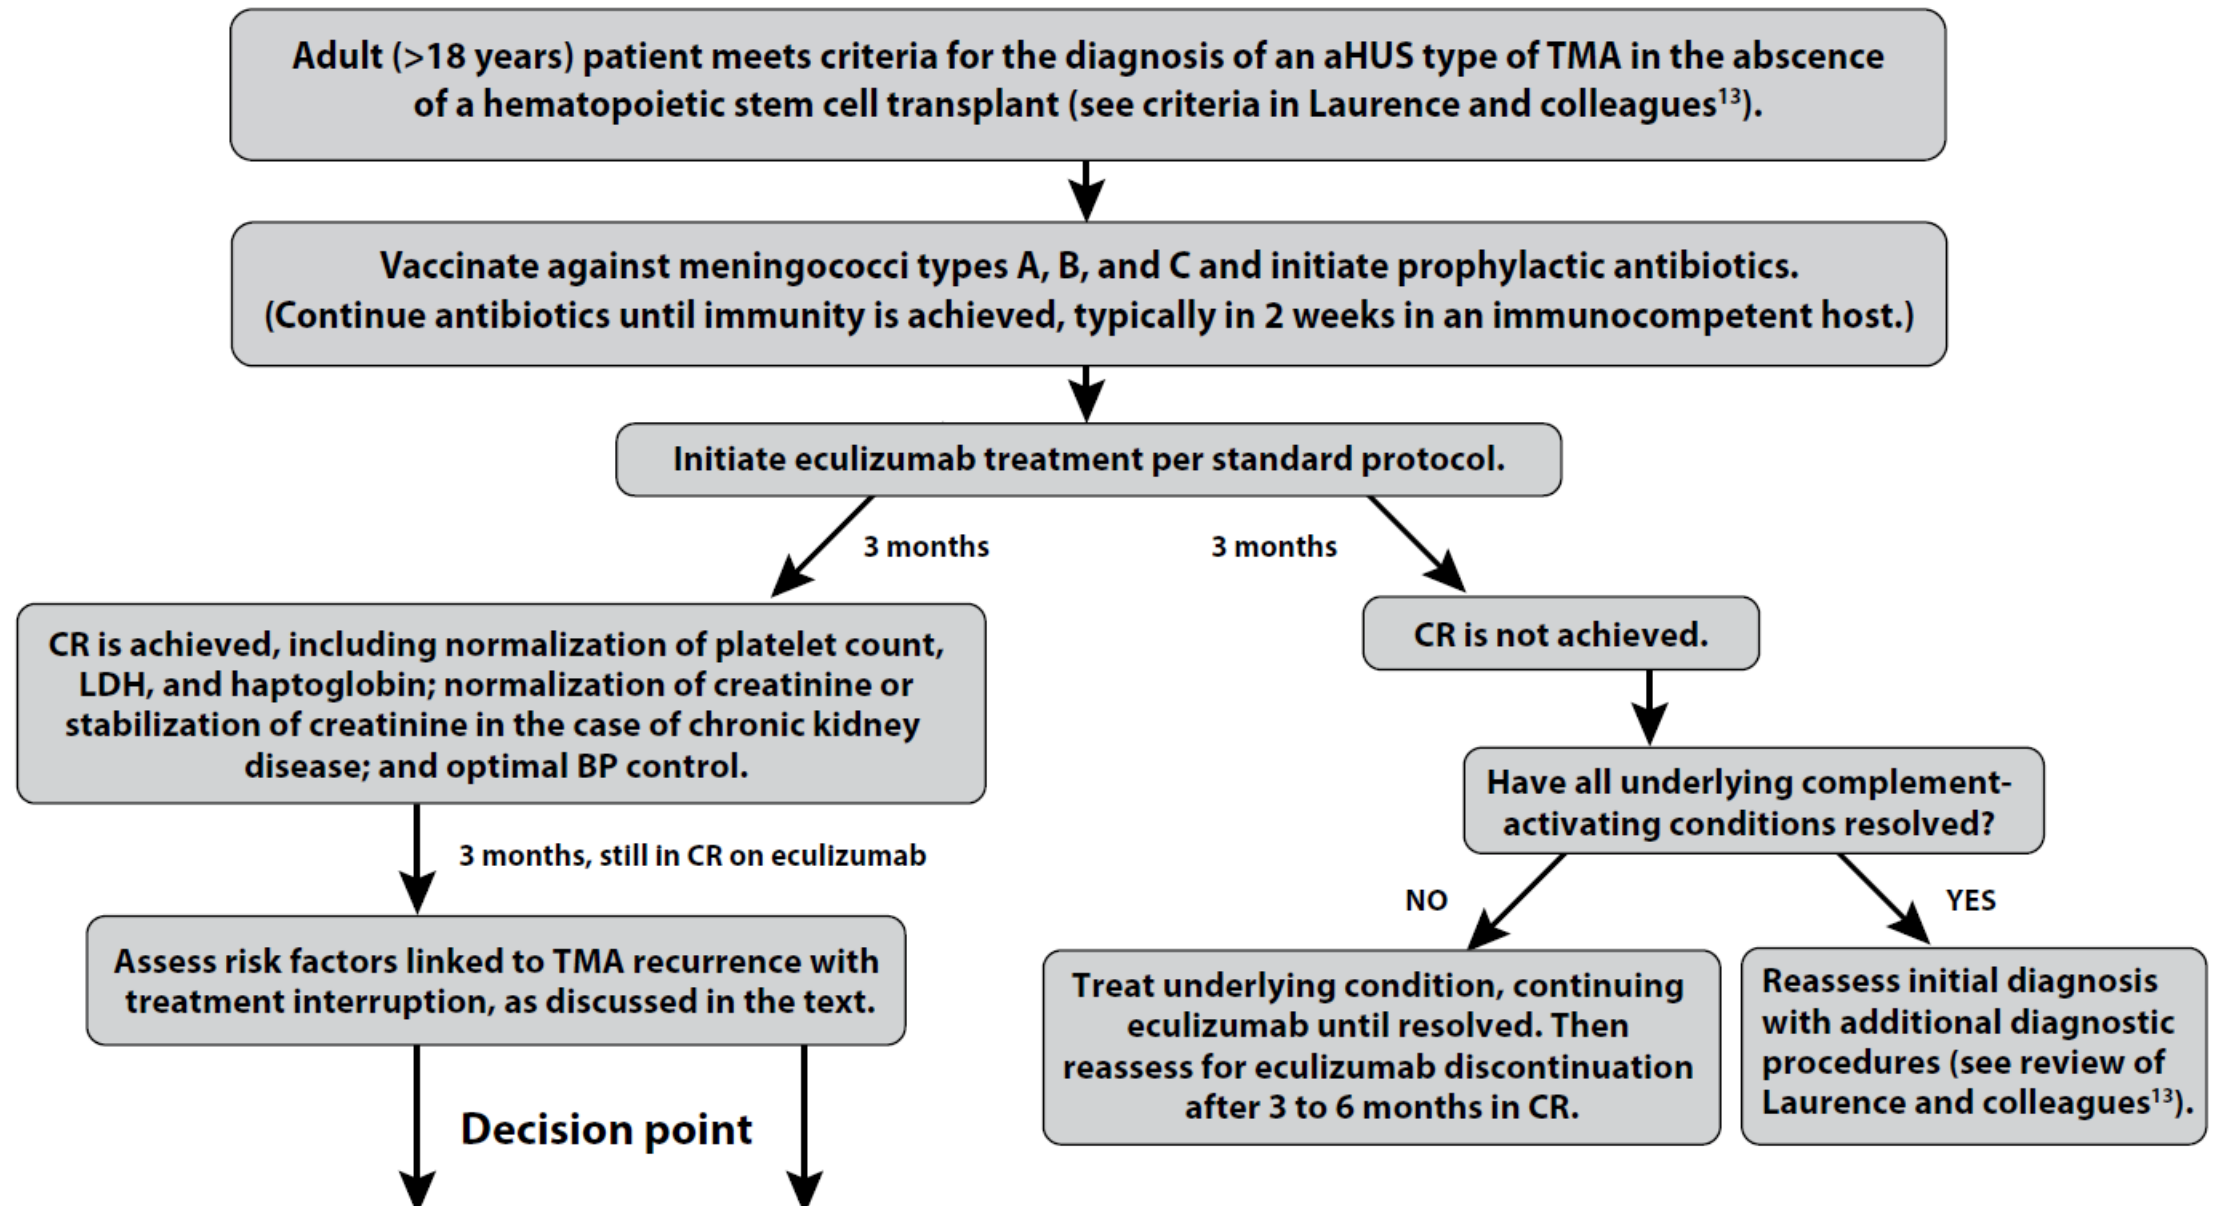 Adult (>18 years) patient meets criteria for the diagnosis of an aHUS type of TMA in the abscence
of a hematopoietic stem cell transplant (see criteria in Laurence and colleagues¹³).
Vaccinate against meningococci types A, B, and C and initiate prophylactic antibiotics.
(Continue antibiotics until immunity is achieved, typically in 2 weeks in an immunocompetent host.)
Initiate eculizumab treatment per standard protocol.
3 months
3 months
CR is achieved, including normalization of platelet count,
LDH, and haptoglobin; normalization of creatinine or
stabilization of creatinine in the case of chronic kidney
disease; and optimal BP control.
CR is not achieved.
Have all underlying complement-
activating conditions resolved?
3 months, still in CR on eculizumab
NO
YES
Assess risk factors linked to TMA recurrence with
treatment interruption, as discussed in the text.
Treat underlying condition, continuing
eculizumab until resolved. Then
reassess for eculizumab discontinuation
after 3 to 6 months in CR.
Reassess initial diagnosis
with additional diagnostic
procedures (see review of
Laurence and colleagues¹³).
Decision point